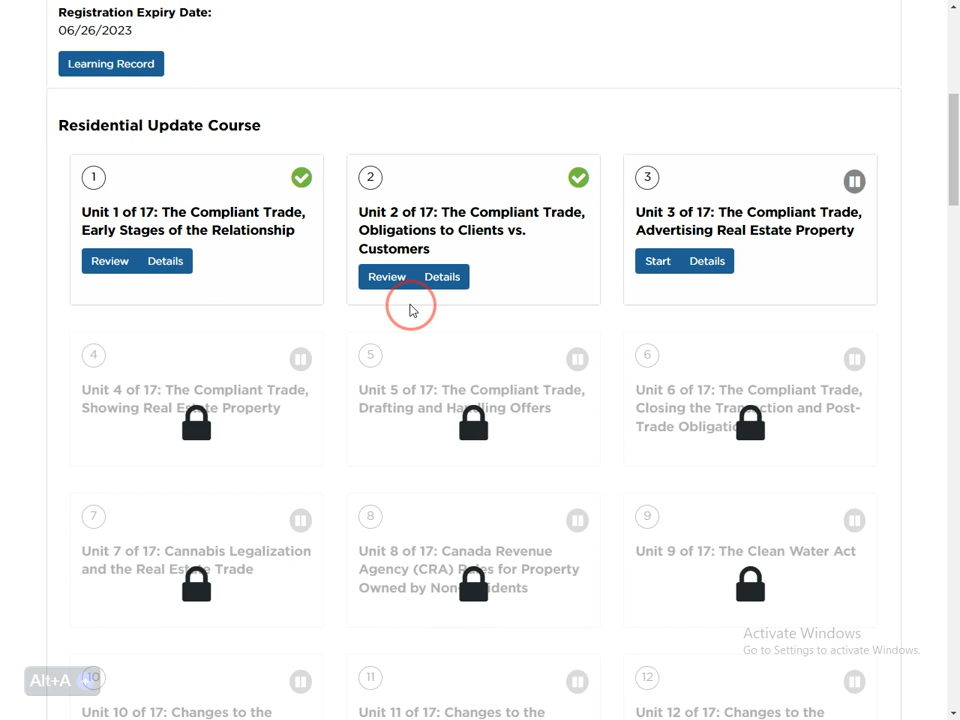 Registration Expiry Date:
06/26/2023
Learning Record
Residential Update Course
1
Unit 1 of 17: The Compliant Trade,
Early Stages of the Relationship
Review Details
2
Unit 2 of 17: The Compliant Trade,
Obligations to Clients vs.
Customers
Review Details
3
Unit 3 of 17: The Compliant Trade,
Advertising Real Estate Property
Start Details
4
Unit 4 of 17: The Compliant Trade,
Showing Real Estate Property
5
Unit 5 of 17: The Compliant Trade,
Drafting and Handling Offers
6
Unit 6 of 17: The Compliant Trade,
Closing the Transaction and Post-
Trade Obligatio
7
Unit 7 of 17: Cannabis Legalization
and the Real Estate Trade
8
Unit 8 of 17: Canada Revenue
Agency (CRA) Rules for Property
Owned by Non-Residents
9
Unit 9 of 17: The Clean Water Act
10
Unit 10 of 17: Changes to the
11
Unit 11 of 17: Changes to the
12
Unit 12 of 17: Changes to the
Activate Windows
Go to Settings to activate Windows.
Alt+A